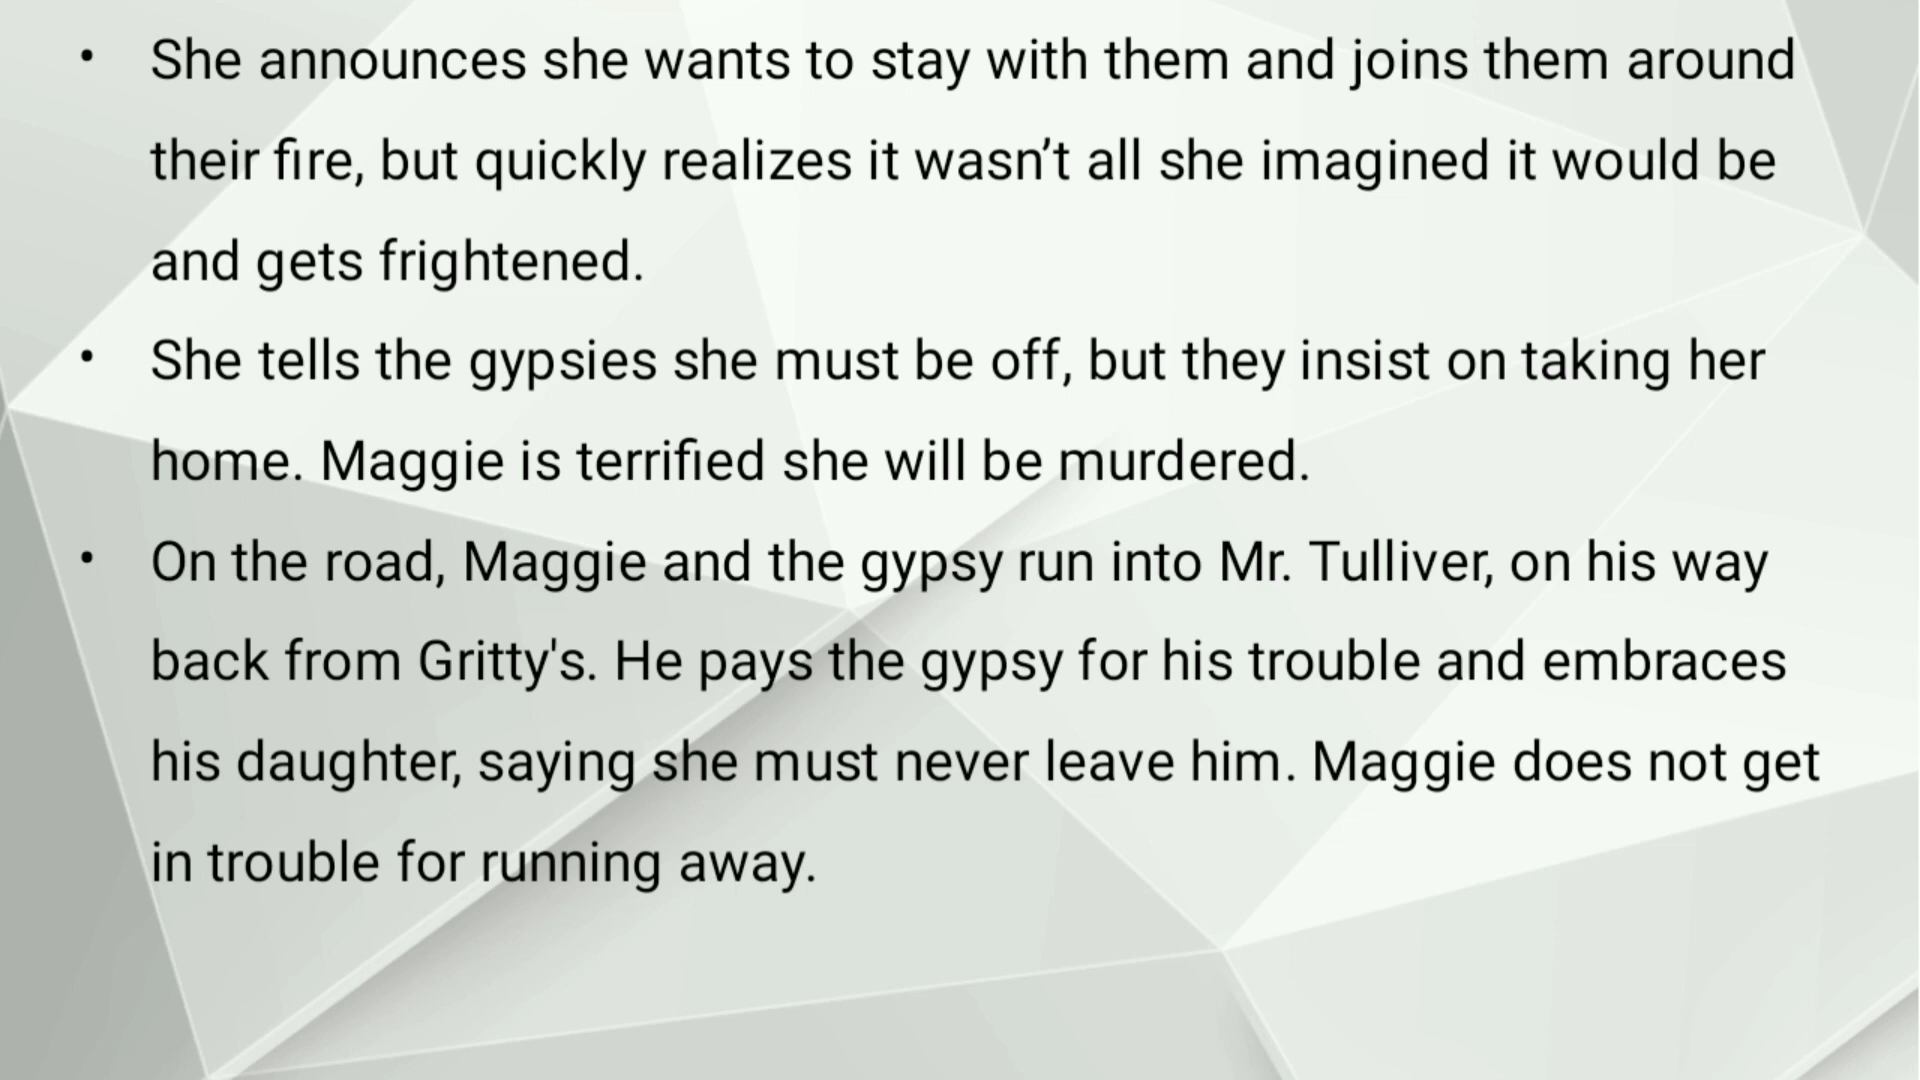 • She announces she wants to stay with them and joins them around
their fire, but quickly realizes it wasn’t all she imagined it would be
and gets frightened.
• She tells the gypsies she must be off, but they insist on taking her
home. Maggie is terrified she will be murdered.
• On the road, Maggie and the gypsy run into Mr. Tulliver, on his way
back from Gritty's. He pays the gypsy for his trouble and embraces
his daughter, saying she must never leave him. Maggie does not get
in trouble for running away.